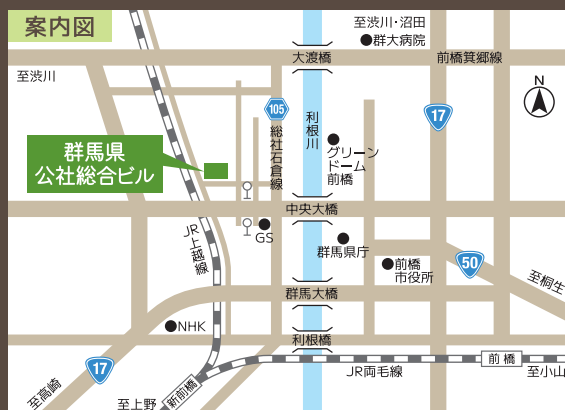 案内図
至渋川・沼田
群大病院
大渡橋
前橋箕郷線
至渋川
N
105
17
利根川
総社石倉線
グリーン
ドーム
前橋
群馬県
公社総合ビル
中央大橋
GS
JR上越線
群馬県庁
前橋
市役所
50
至桐生
群馬大橋
NHK
利根橋
前橋
17
JR両毛線
至小山
新前橋
至高崎
至上野